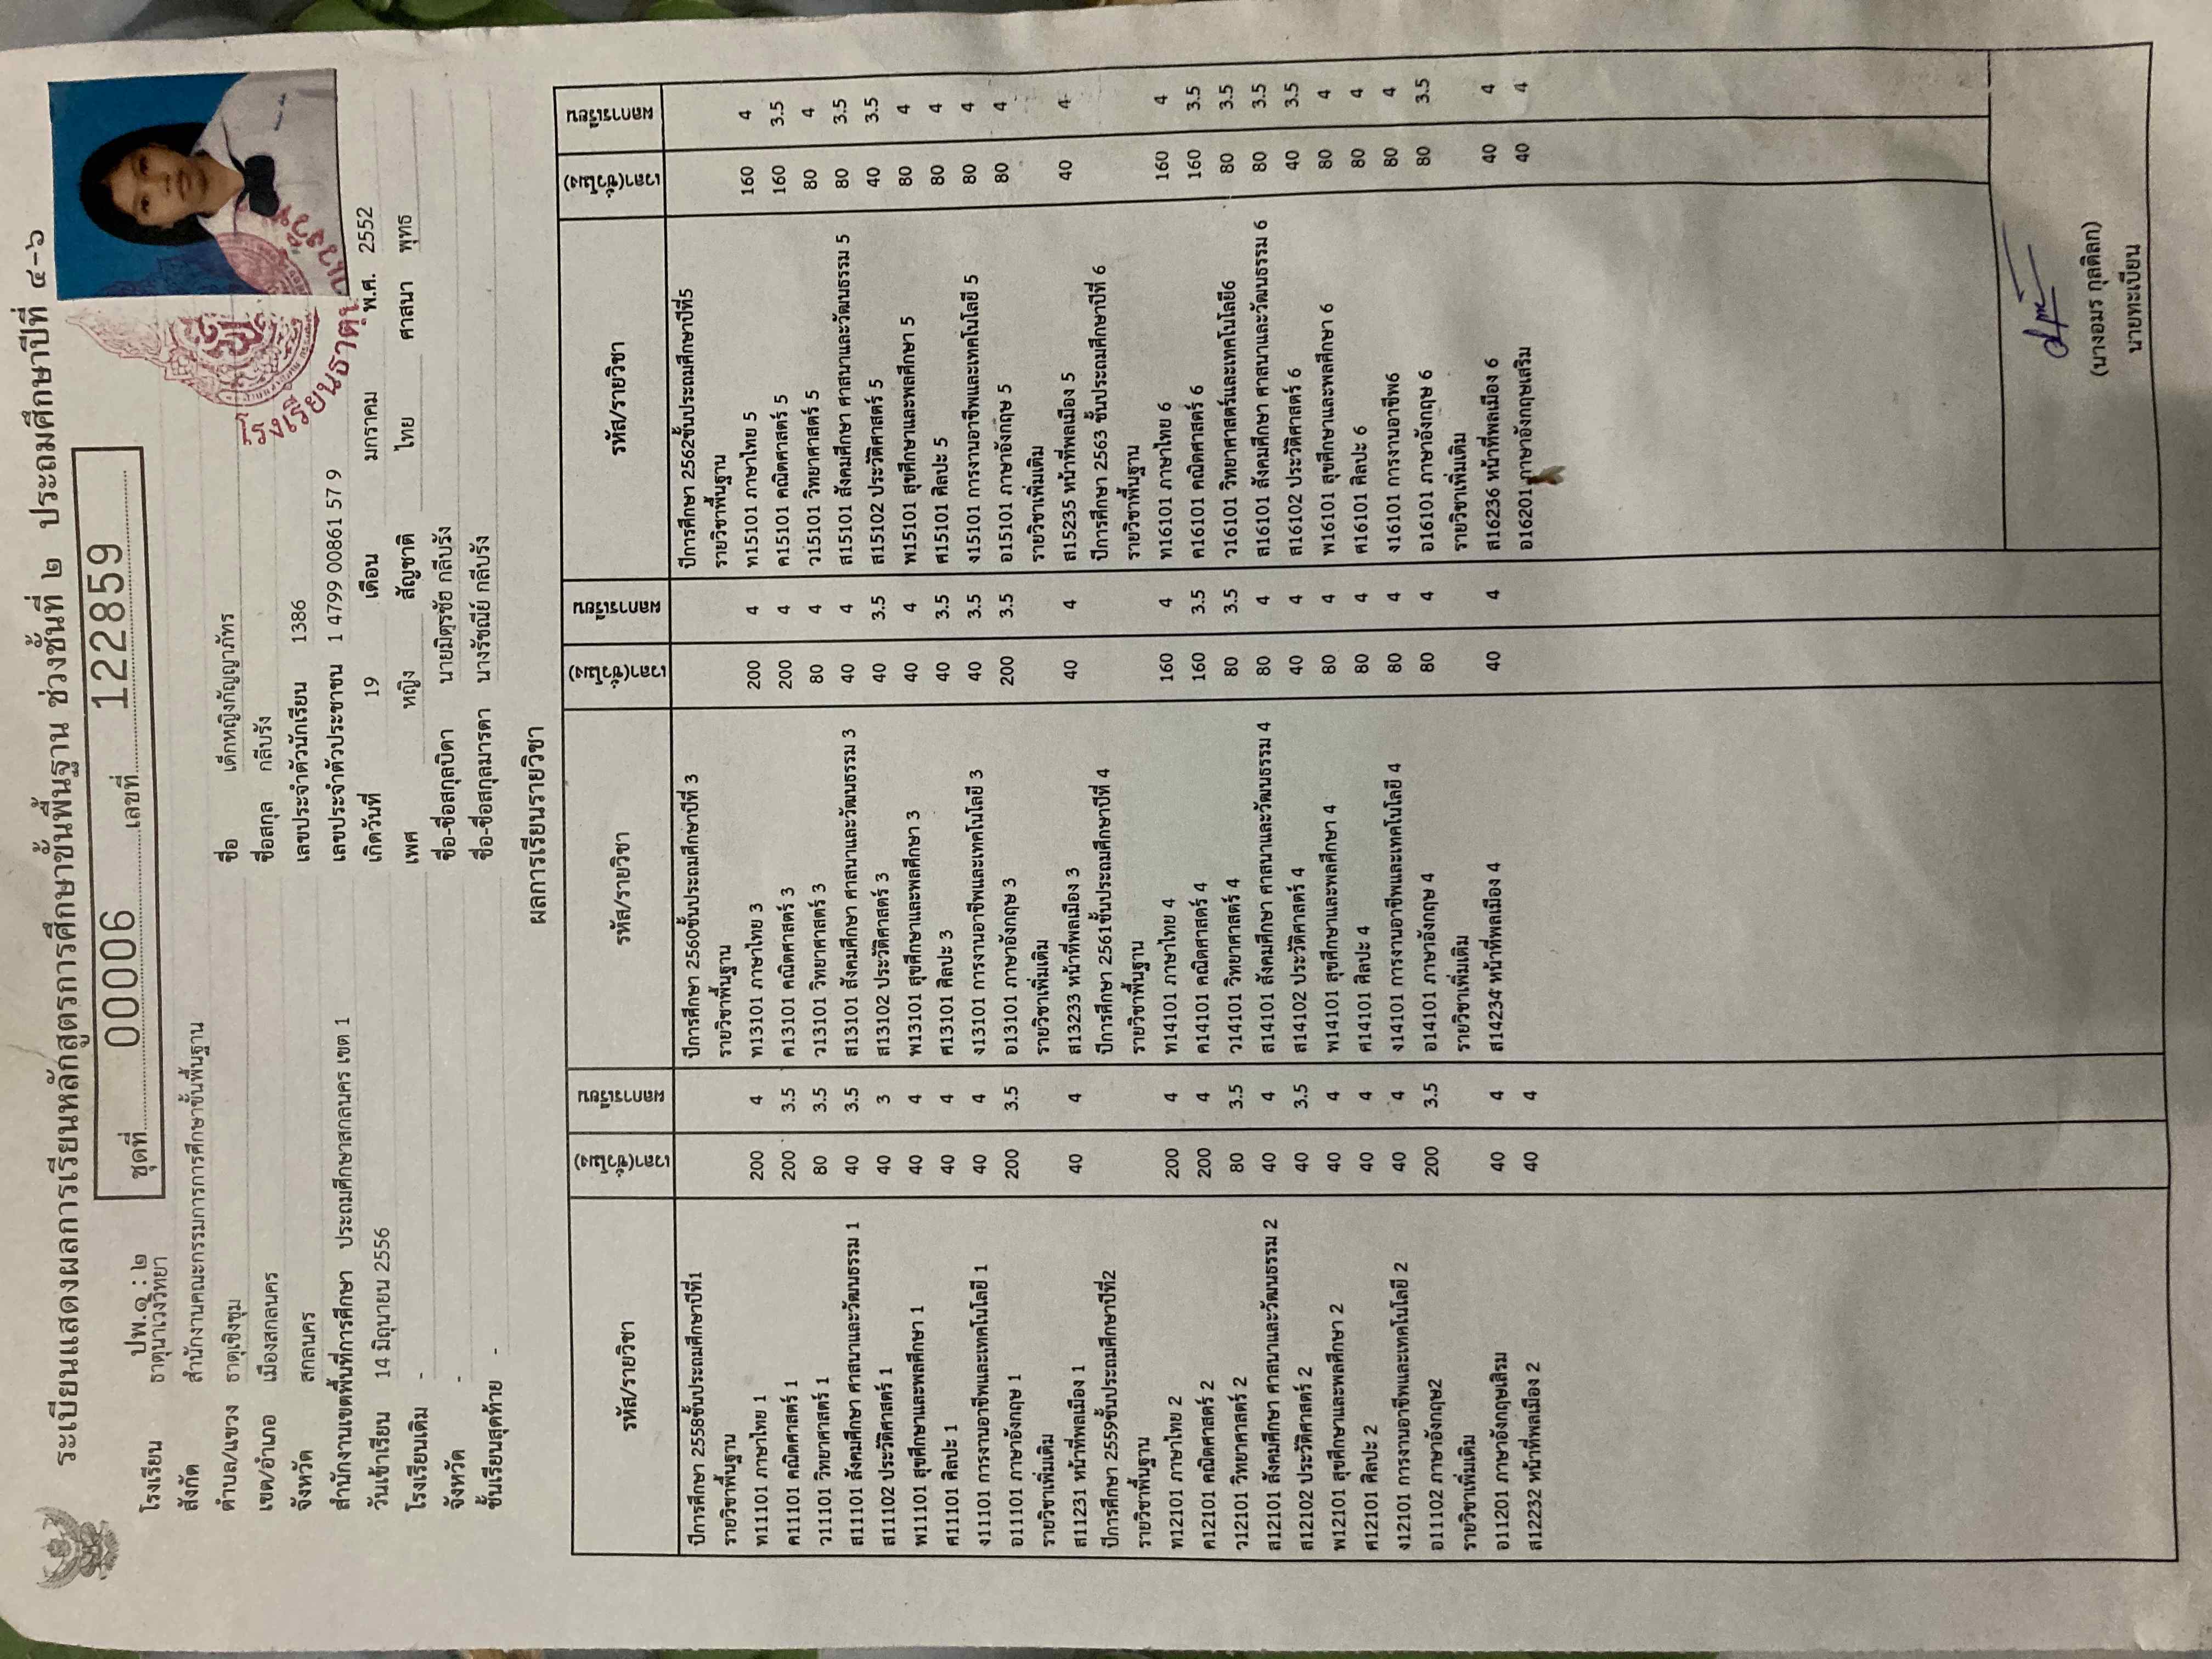 ระเบียนแสดงผลการเรียนหลักสูตรการศึกษาขั้นพื้นฐาน ช่วงชั้นที่ ๒ ประถมศึกษาปีที่ ๔-๖
ปพ.๑ : ๒
ชุดที่ 00006 เลขที่ 122859
โรงเรียน ธาตุนาเวงวิทยา
สังกัด สำนักงานคณะกรรมการการศึกษาขั้นพื้นฐาน
ตำบล/แขวง ธาตุเชิงชุม
เขต/อำเภอ เมืองสกลนคร
จังหวัด สกลนคร
สำนักงานเขตพื้นที่การศึกษา ประถมศึกษาสกลนคร เขต 1
วันเข้าเรียน 14 มิถุนายน 2556
โรงเรียนเดิม -
จังหวัด -
ชั้นเรียนสุดท้าย -
ชื่อ เด็กหญิงกัญญาภัทร
ชื่อสกุล กลีบรัง
เลขประจำตัวนักเรียน 1386
เลขประจำตัวประชาชน 1 4799 00861 57 9
เกิดวันที่ 19 เดือน มกราคม พ.ศ. 2552
เพศ หญิง สัญชาติ ไทย ศาสนา พุทธ
ชื่อ-ชื่อสกุลบิดา นายมิตุรชัย กลีบรัง
ชื่อ-ชื่อสกุลมารดา นางรัชณีย์ กลีบรัง
ผลการเรียนรายวิชา
รหัส/รายวิชา เวลา(ชั่วโมง) ผลการเรียน
ปีการศึกษา 2558ชั้นประถมศึกษาปีที่1
รายวิชาพื้นฐาน
ท11101 ภาษาไทย 1 200 4
ค11101 คณิตศาสตร์ 1 200 3.5
ว11101 วิทยาศาสตร์ 1 80 3.5
ส11101 สังคมศึกษา ศาสนาและวัฒนธรรม 1 40 3.5
ส11102 ประวัติศาสตร์ 1 40 3
พ11101 สุขศึกษาและพลศึกษา 1 40 4
ศ11101 ศิลปะ 1 40 4
ง11101 การงานอาชีพและเทคโนโลยี 1 40 4
อ11101 ภาษาอังกฤษ 1 200 3.5
รายวิชาเพิ่มเติม
ส11231 หน้าที่พลเมือง 1 40 4
ปีการศึกษา 2559ชั้นประถมศึกษาปีที่2
รายวิชาพื้นฐาน
ท12101 ภาษาไทย 2 200 4
ค12101 คณิตศาสตร์ 2 200 4
ว12101 วิทยาศาสตร์ 2 80 3.5
ส12101 สังคมศึกษา ศาสนาและวัฒนธรรม 2 40 4
ส12102 ประวัติศาสตร์ 2 40 3.5
พ12101 สุขศึกษาและพลศึกษา 2 40 4
ศ12101 ศิลปะ 2 40 4
ง12101 การงานอาชีพและเทคโนโลยี 2 40 4
อ11102 ภาษาอังกฤษ2 200 3.5
รายวิชาเพิ่มเติม
อ11201 ภาษาอังกฤษเสิรม 40 4
ส12232 หน้าที่พลเมือง 2 40 4
รหัส/รายวิชา เวลา(ชั่วโมง) ผลการเรียน
ปีการศึกษา 2560ชั้นประถมศึกษาปีที่ 3
รายวิชาพื้นฐาน
ท13101 ภาษาไทย 3 200 4
ค13101 คณิตศาสตร์ 3 200 4
ว13101 วิทยาศาสตร์ 3 80 4
ส13101 สังคมศึกษา ศาสนาและวัฒนธรรม 3 40 4
ส13102 ประวัติศาสตร์ 3 40 3.5
พ13101 สุขศึกษาและพลศึกษา 3 40 4
ศ13101 ศิลปะ 3 40 3.5
ง13101 การงานอาชีพและเทคโนโลยี 3 40 3.5
อ13101 ภาษาอังกฤษ 3 200 3.5
รายวิชาเพิ่มเติม
ส13233 หน้าที่พลเมือง 3 40 4
ปีการศึกษา 2561ชั้นประถมศึกษาปีที่ 4
รายวิชาพื้นฐาน
ท14101 ภาษาไทย 4 160 4
ค14101 คณิตศาสตร์ 4 160 3.5
ว14101 วิทยาศาสตร์ 4 80 3.5
ส14101 สังคมศึกษา ศาสนาและวัฒนธรรม 4 80 4
ส14102 ประวัติศาสตร์ 4 40 4
พ14101 สุขศึกษาและพลศึกษา 4 80 4
ศ14101 ศิลปะ 4 80 4
ง14101 การงานอาชีพและเทคโนโลยี 4 80 4
อ14101 ภาษาอังกฤษ 4 80 4
รายวิชาเพิ่มเติม
ส14234 หน้าที่พลเมือง 4 40 4
รหัส/รายวิชา เวลา(ชั่วโมง) ผลการเรียน
ปีการศึกษา 2562ชั้นประถมศึกษาปีที่5
รายวิชาพื้นฐาน
ท15101 ภาษาไทย 5 160 4
ค15101 คณิตศาสตร์ 5 160 3.5
ว15101 วิทยาศาสตร์ 5 80 4
ส15101 สังคมศึกษา ศาสนาและวัฒนธรรม 5 80 3.5
ส15102 ประวัติศาสตร์ 5 40 3.5
พ15101 สุขศึกษาและพลศึกษา 5 80 4
ศ15101 ศิลปะ 5 80 4
ง15101 การงานอาชีพและเทคโนโลยี 5 80 4
อ15101 ภาษาอังกฤษ 5 80 4
รายวิชาเพิ่มเติม
ส15235 หน้าที่พลเมือง 5 40 4
ปีการศึกษา 2563 ชั้นประถมศึกษาปีที่ 6
รายวิชาพื้นฐาน
ท16101 ภาษาไทย 6 160 4
ค16101 คณิตศาสตร์ 6 160 3.5
ว16101 วิทยาศาสตร์และเทคโนโลยี6 80 3.5
ส16101 สังคมศึกษา ศาสนาและวัฒนธรรม 6 80 3.5
ส16102 ประวัติศาสตร์ 6 40 3.5
พ16101 สุขศึกษาและพลศึกษา 6 80 4
ศ16101 ศิลปะ 6 80 4
ง16101 การงานอาชีพ6 80 4
อ16101 ภาษาอังกฤษ 6 80 3.5
รายวิชาเพิ่มเติม
ส16236 หน้าที่พลเมือง 6 40 4
อ16201 ภาษาอังกฤษเสริม 40 4
(นางอมร กุลดิลก)
นายทะเบียน